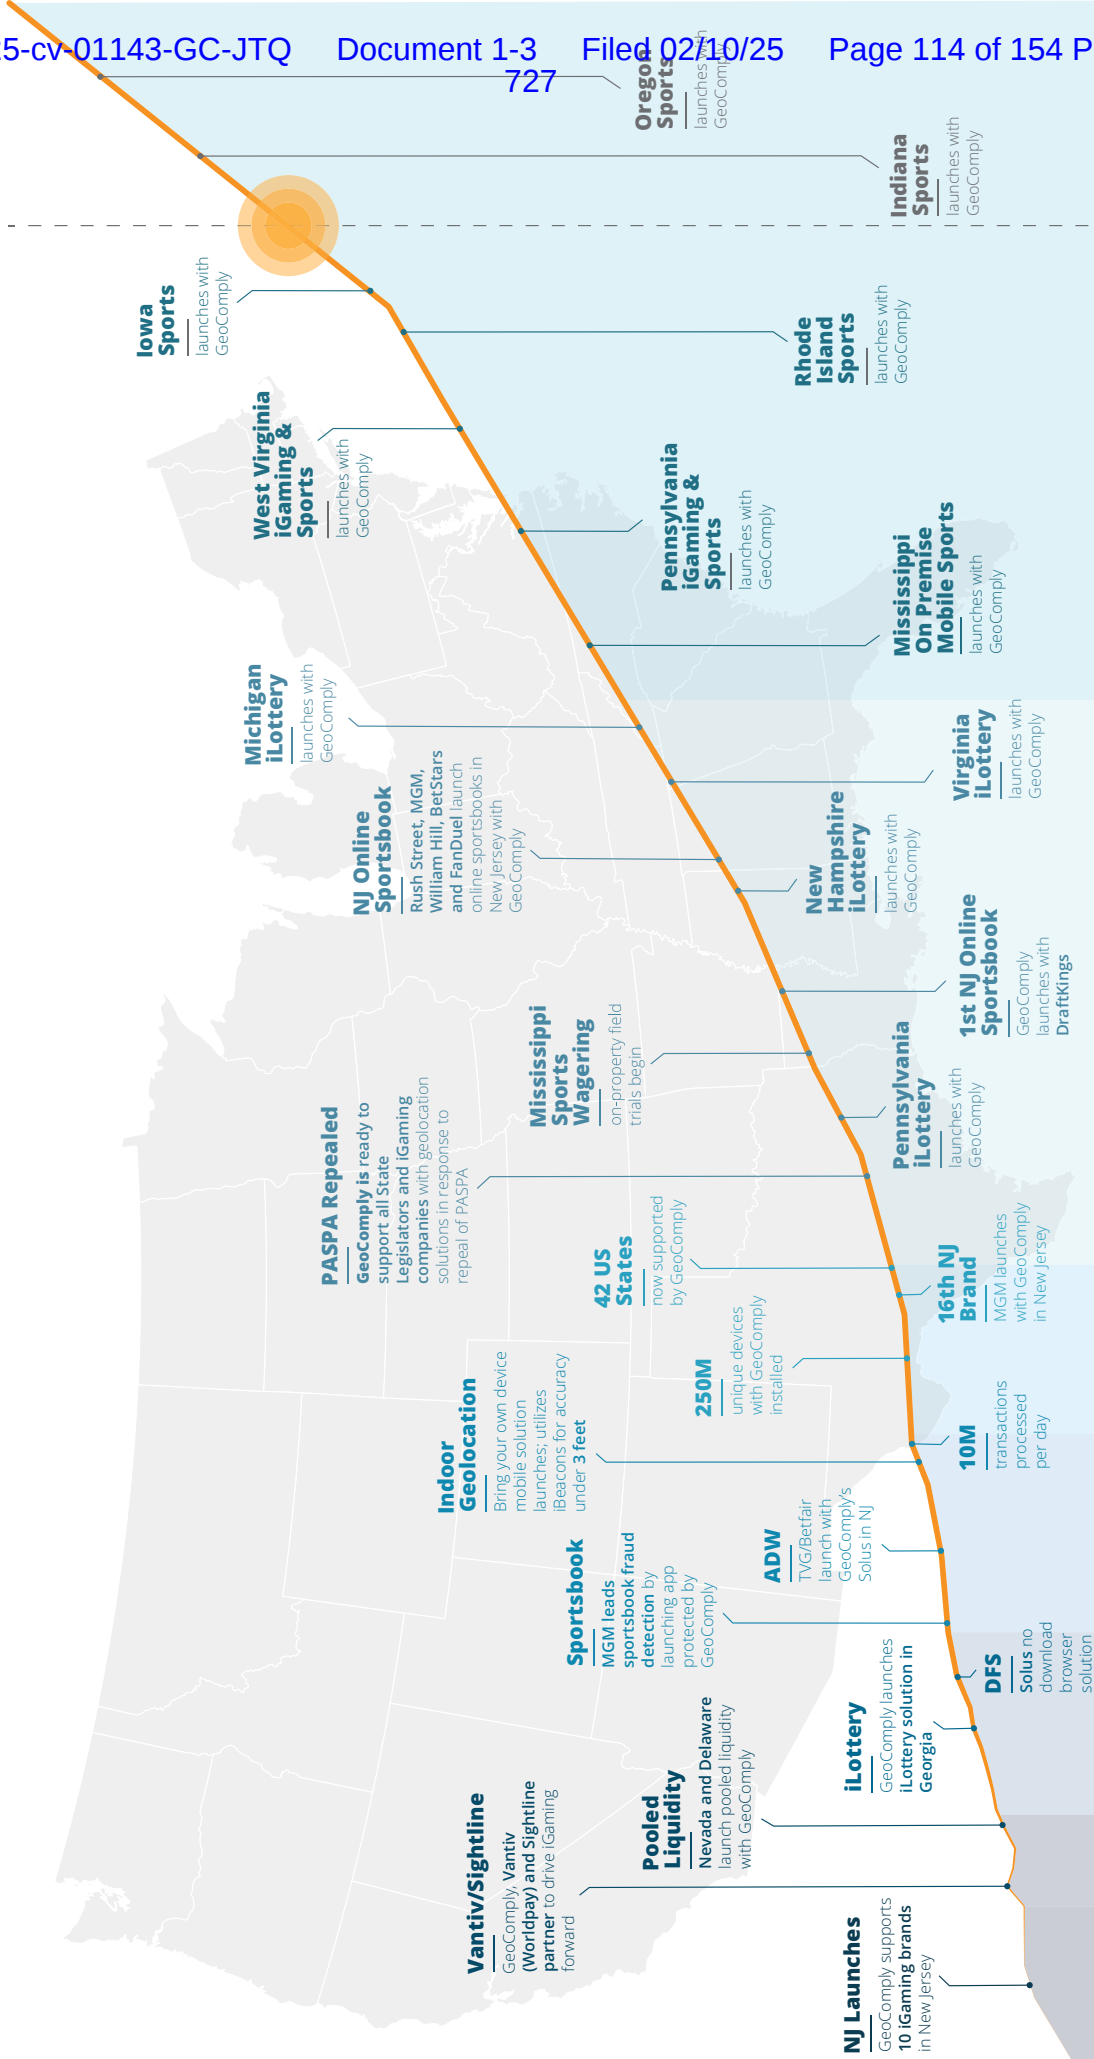 5-cv-01143-GC-JTQ Document 1-3 Filed 02/10/25 Page 114 of 154 P
727
NJ Launches
GeoComply supports
10 iGaming brands
in New Jersey
Vantiv/Sightline
GeoComply, Vantiv
(Worldpay) and Sightline
partner to drive iGaming
forward
Pooled
Liquidity
Nevada and Delaware
launch pooled liquidity
with GeoComply
iLottery
GeoComply launches
iLottery solution in
Georgia
DFS
Solus no
download
browser
solution
Sportsbook
MGM leads
sportsbook fraud
detection by
launching app
protected by
GeoComply
ADW
TVG/Betfair
launch with
GeoComply's
Solus in NJ
Indoor
Geolocation
Bring your own device
mobile solution
launches; utilizes
iBeacons for accuracy
under 3 feet
10M
transactions
processed
per day
250M
unique devices
with GeoComply
installed
16th NJ
Brand
MGM launches
with GeoComply
in New Jersey
42 US
States
now supported
by GeoComply
PASPA Repealed
GeoComply is ready to
support all State
Legislators and iGaming
companies with geolocation
solutions in response to
repeal of PASPA
Pennsylvania
iLottery
launches with
GeoComply
Mississippi
Sports
Wagering
on-property field
trials begin
1st NJ Online
Sportsbook
GeoComply
launches with
DraftKings
New
Hampshire
iLottery
launches with
GeoComply
NJ Online
Sportsbook
Rush Street, MGM,
William Hill, BetStars
and FanDuel launch
online sportsbooks in
New Jersey with
GeoComply
Virginia
iLottery
launches with
GeoComply
Michigan
iLottery
launches with
GeoComply
Mississippi
On Premise
Mobile Sports
launches with
GeoComply
Pennsylvania
iGaming &
Sports
launches with
GeoComply
West Virginia
iGaming &
Sports
launches with
GeoComply
Rhode
Island
Sports
launches with
GeoComply
Iowa
Sports
launches with
GeoComply
Indiana
Sports
launches with
GeoComply
Oregon
Sports
launches with
GeoComply